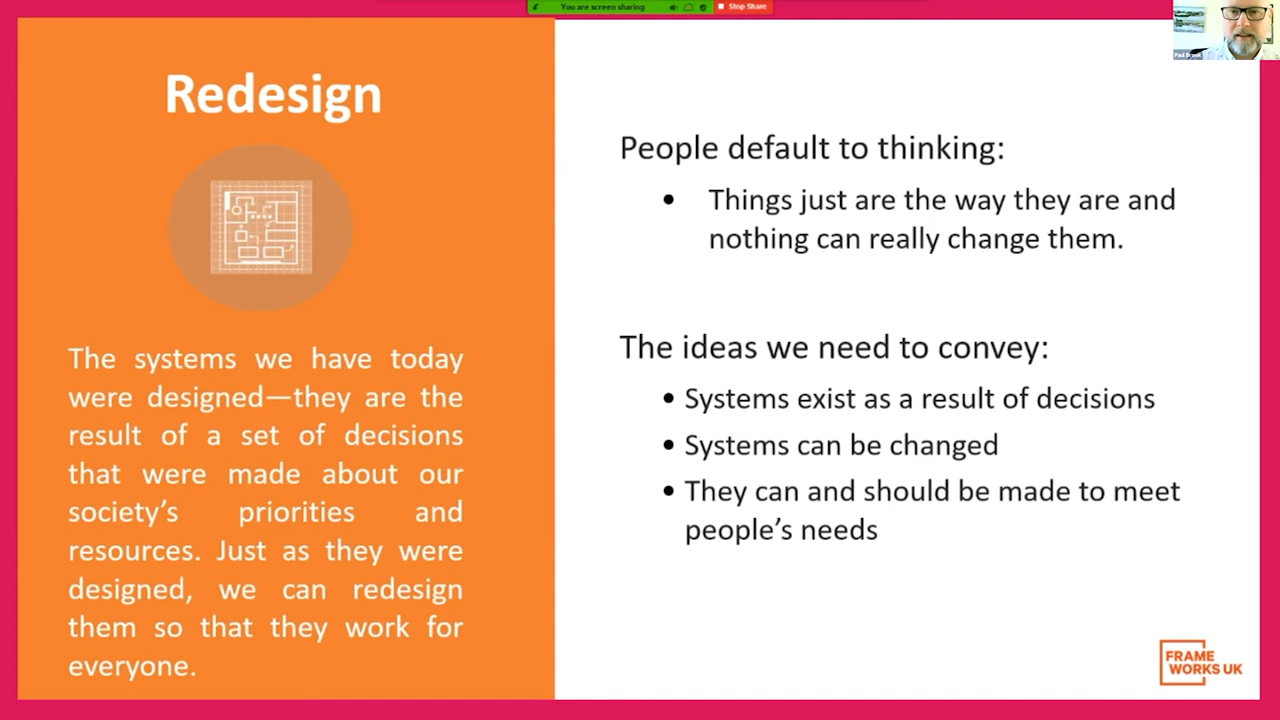 You are screen sharing
Stop Share
Redesign
The systems we have today
were designed—they are the
result of a set of decisions
that were made about our
society’s priorities and
resources. Just as they were
designed, we can redesign
them so that they work for
everyone.
People default to thinking:
• Things just are the way they are and
nothing can really change them.
The ideas we need to convey:
• Systems exist as a result of decisions
• Systems can be changed
• They can and should be made to meet
people’s needs
FRAME
WORKS UK